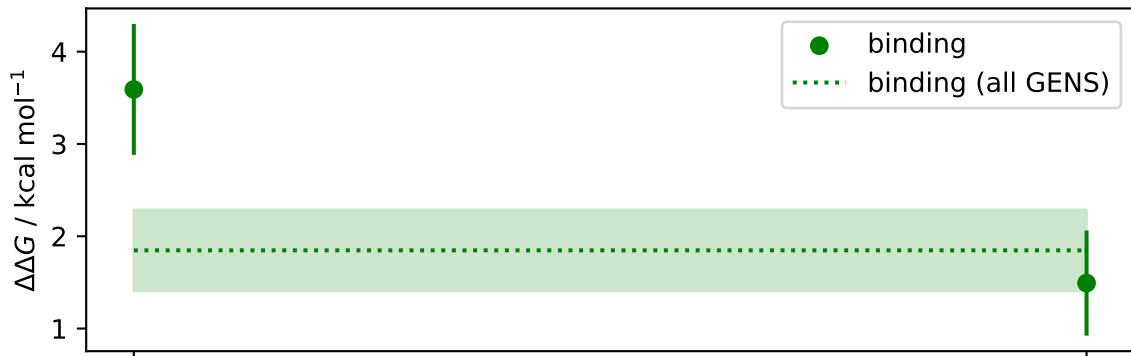 4
3
2
1
ΔΔG / kcal mol⁻¹
binding
binding (all GENS)